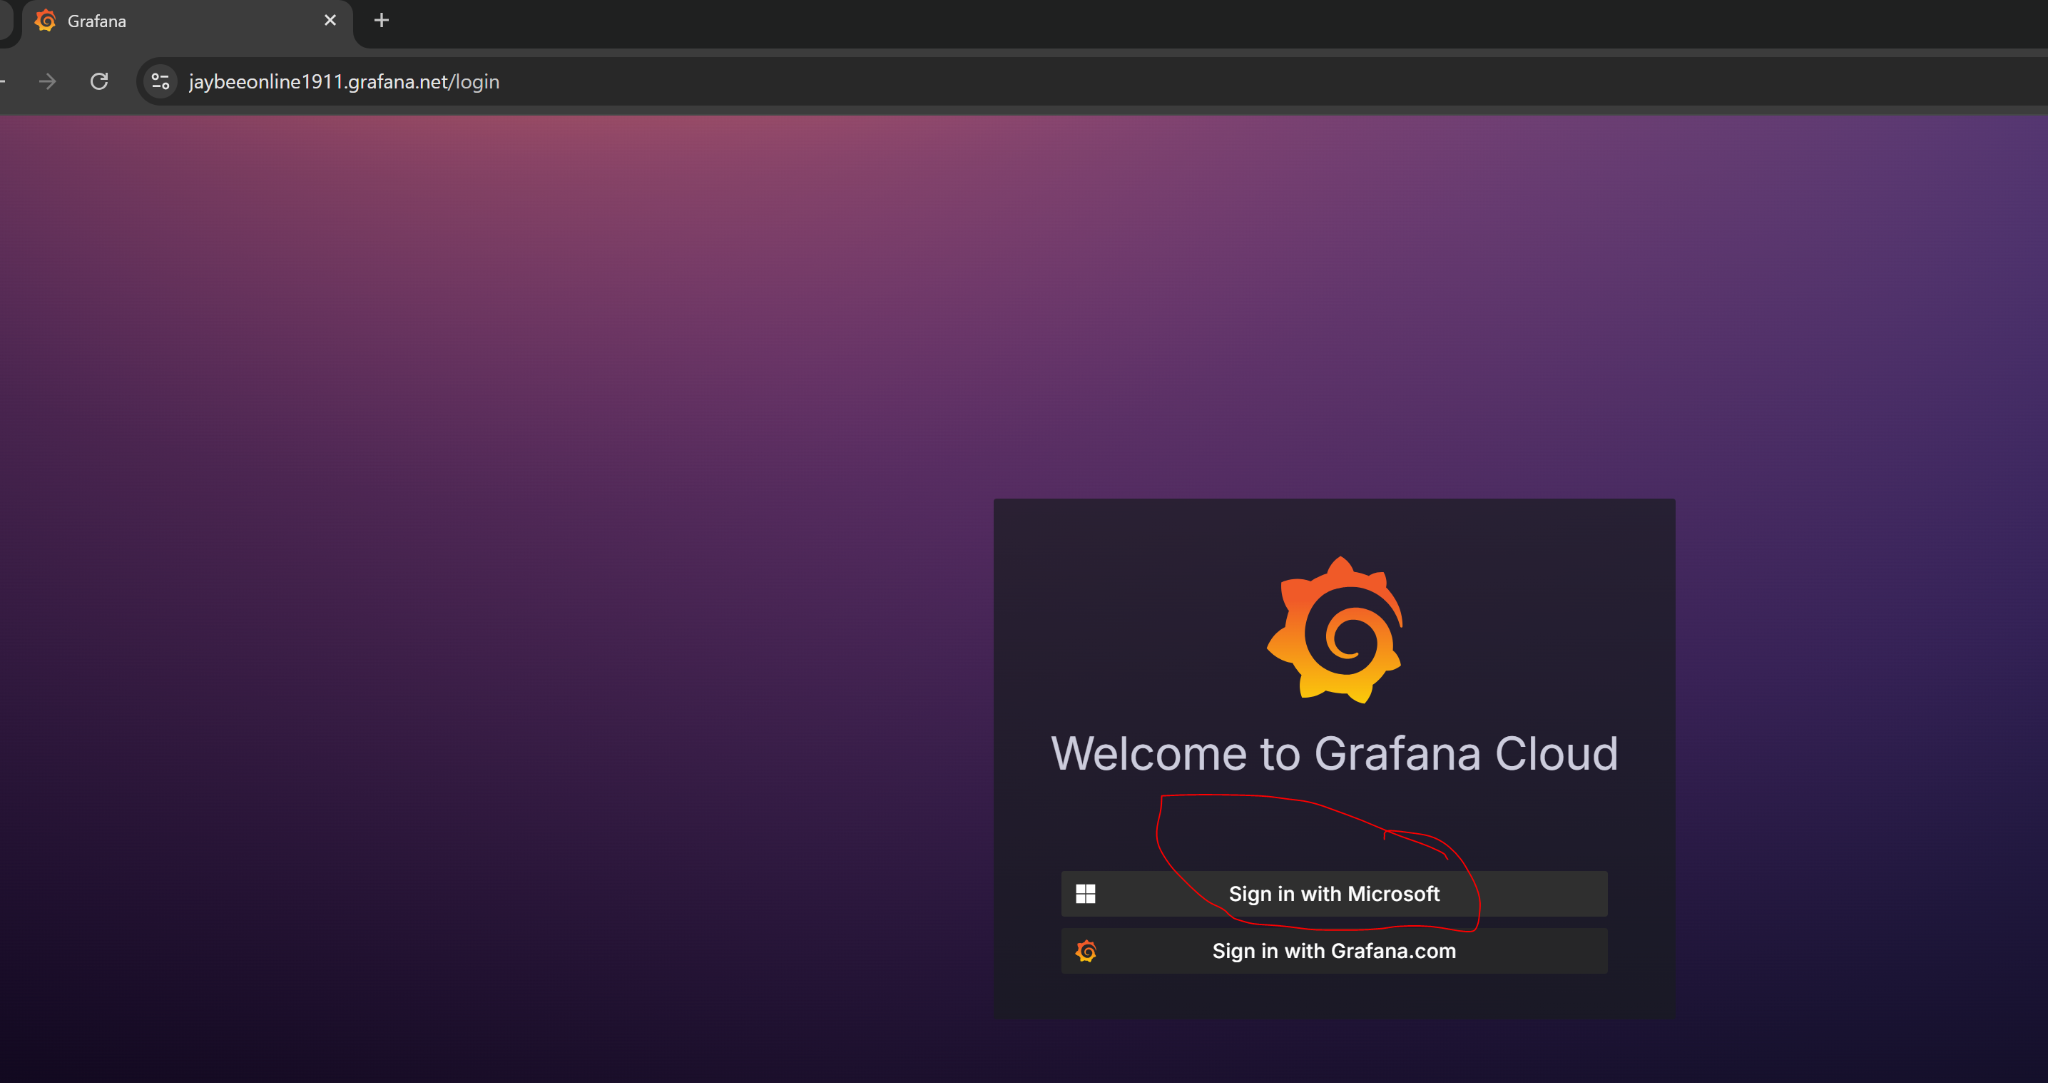 Grafana
jaybeeonline1911.grafana.net/login
Welcome to Grafana Cloud
Sign in with Microsoft
Sign in with Grafana.com